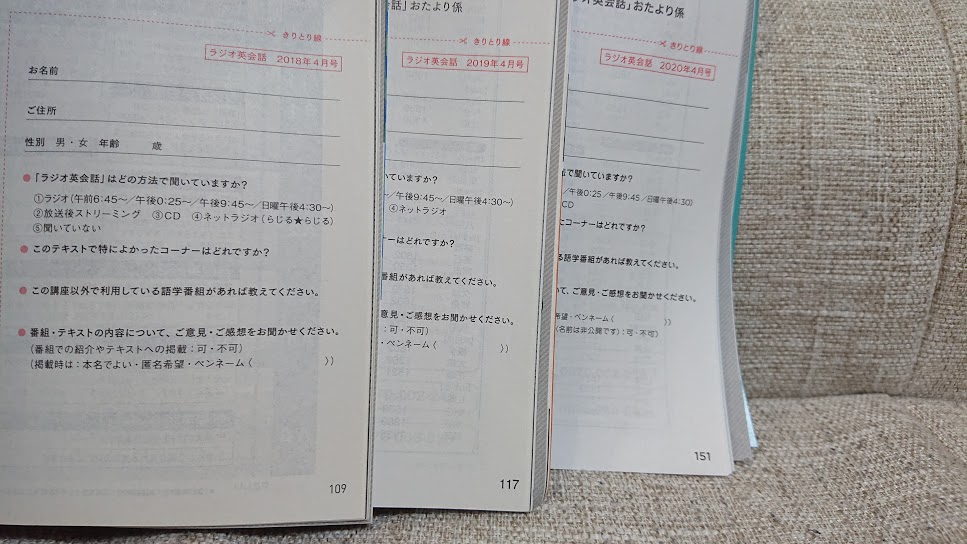 きりとり線
ラジオ英会話 2018年4月号
お名前
ご住所
性別 男・女 年齢 歳
●「ラジオ英会話」はどの方法で聞いていますか?
①ラジオ(午前6:45~/午後0:25~/午後9:45~/日曜午後4:30~)
②放送後ストリーミング ③CD ④ネットラジオ(らじる★らじる)
⑤聞いていない
●このテキストで特によかったコーナーはどれですか?
●この講座以外で利用している語学番組があれば教えてください。
●番組・テキストの内容について、ご意見・ご感想をお聞かせください。
(番組での紹介やテキストへの掲載:可・不可)
(掲載時は:本名でよい・匿名希望・ペンネーム( ))
109
話」おたより係
きりとり線
ラジオ英会話 2019年4月号
いていますか?
/午後9:45~/日曜午後4:30~)
④ネットラジオ
ナーはどれですか?
番組があれば教えてください。
意見・ご感想をお聞かせください。
:可・不可)
・ペンネーム( ))
117
ジオ英会話」おたより係
きりとり線
ラジオ英会話 2020年4月号
で聞いていますか?
/午後0:25/午後9:45/日曜午後4:30)
CD
たコーナーはどれですか?
る語学番組があれば教えてください。
いて、ご意見・ご感想をお聞かせください。
希望・ペンネーム( ))
(名前は非公開です):可・不可)
151